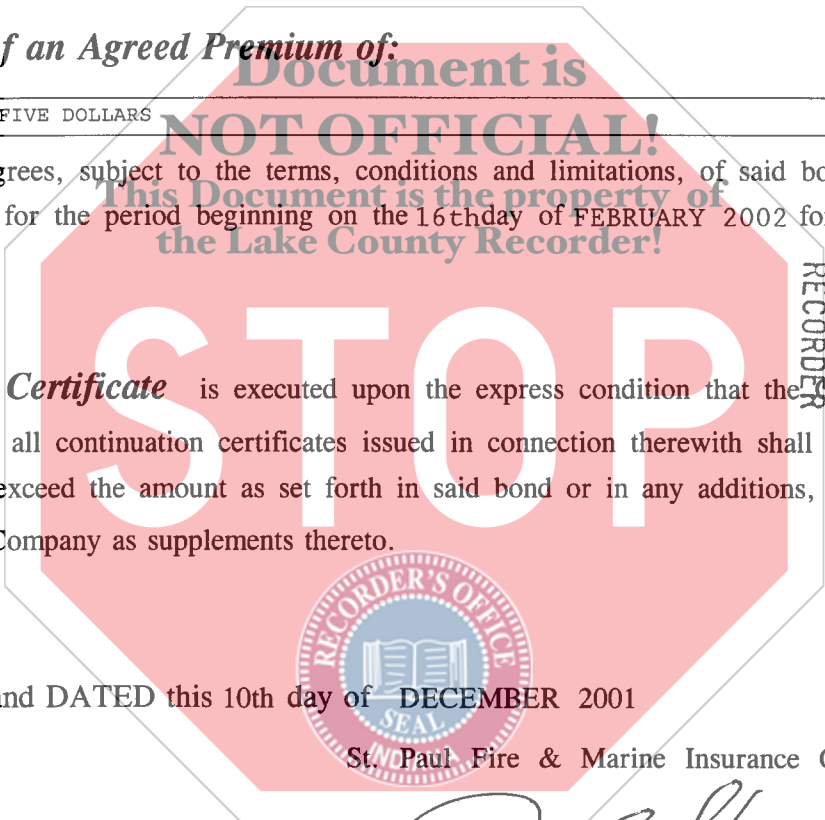 f an Agreed Premium of:
Document is
FIVE DOLLARS
NOT OFFICIAL!
grees, subject to the terms, conditions and limitations, of said bo
This Document is the property of
for the period beginning on the 16thday of FEBRUARY 2002 for
the Lake County Recorder!
RECORDER
STOP
Certificate is executed upon the express condition that the
all continuation certificates issued in connection therewith shall
exceed the amount as set forth in said bond or in any additions,
Company as supplements thereto.
RECORDER'S OFFICE
SEAL
INDIANA
and DATED this 10th day of DECEMBER 2001
St. Paul Fire & Marine Insurance C